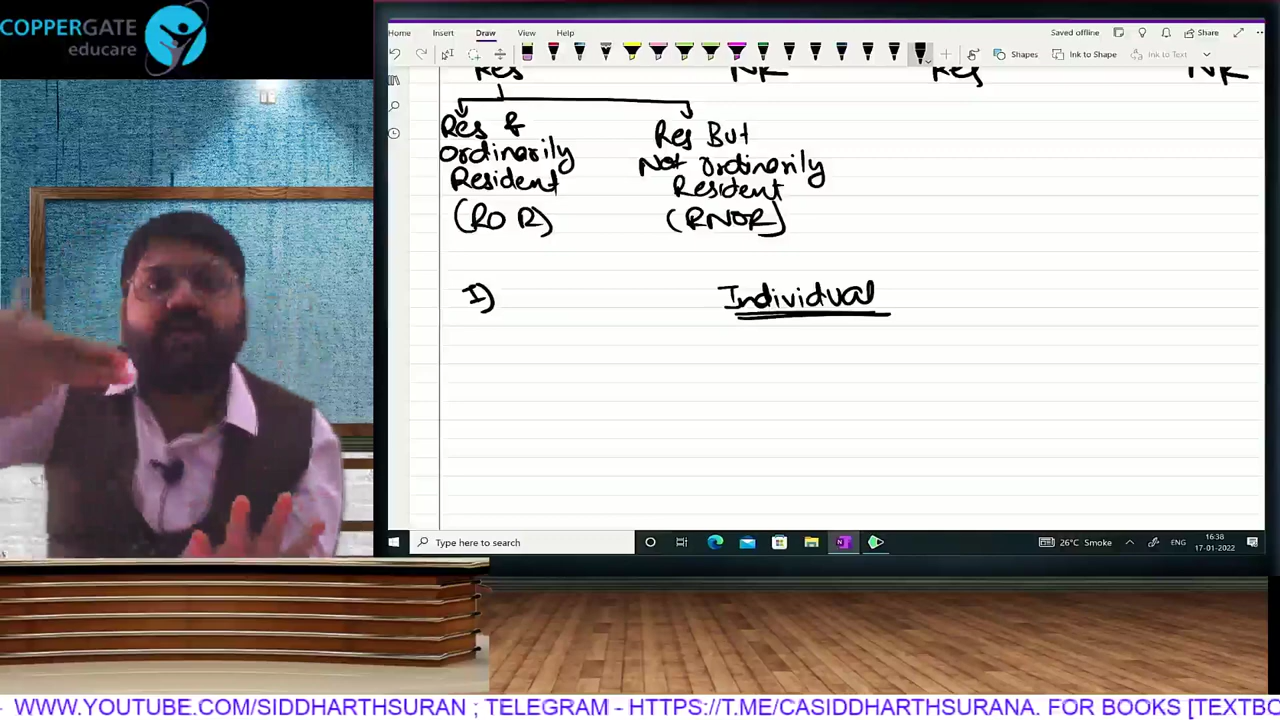 COPPERGATE
educare
Home Insert Draw View Help
Saved offline
Share
Shapes
Ink to Shape
Ink to Text
Res NR Res NR
Res &
Ordinarily
Resident
(ROR)
Res But
Not Ordinarily
Resident
(RNOR)
I) Individual
Type here to search
26°C Smoke
ENG
16:38
17-01-2022
- WWW.YOUTUBE.COM/SIDDHARTHSURAN ; TELEGRAM - HTTPS://T.ME/CASIDDHARTHSURANA. FOR BOOKS [TEXTBO